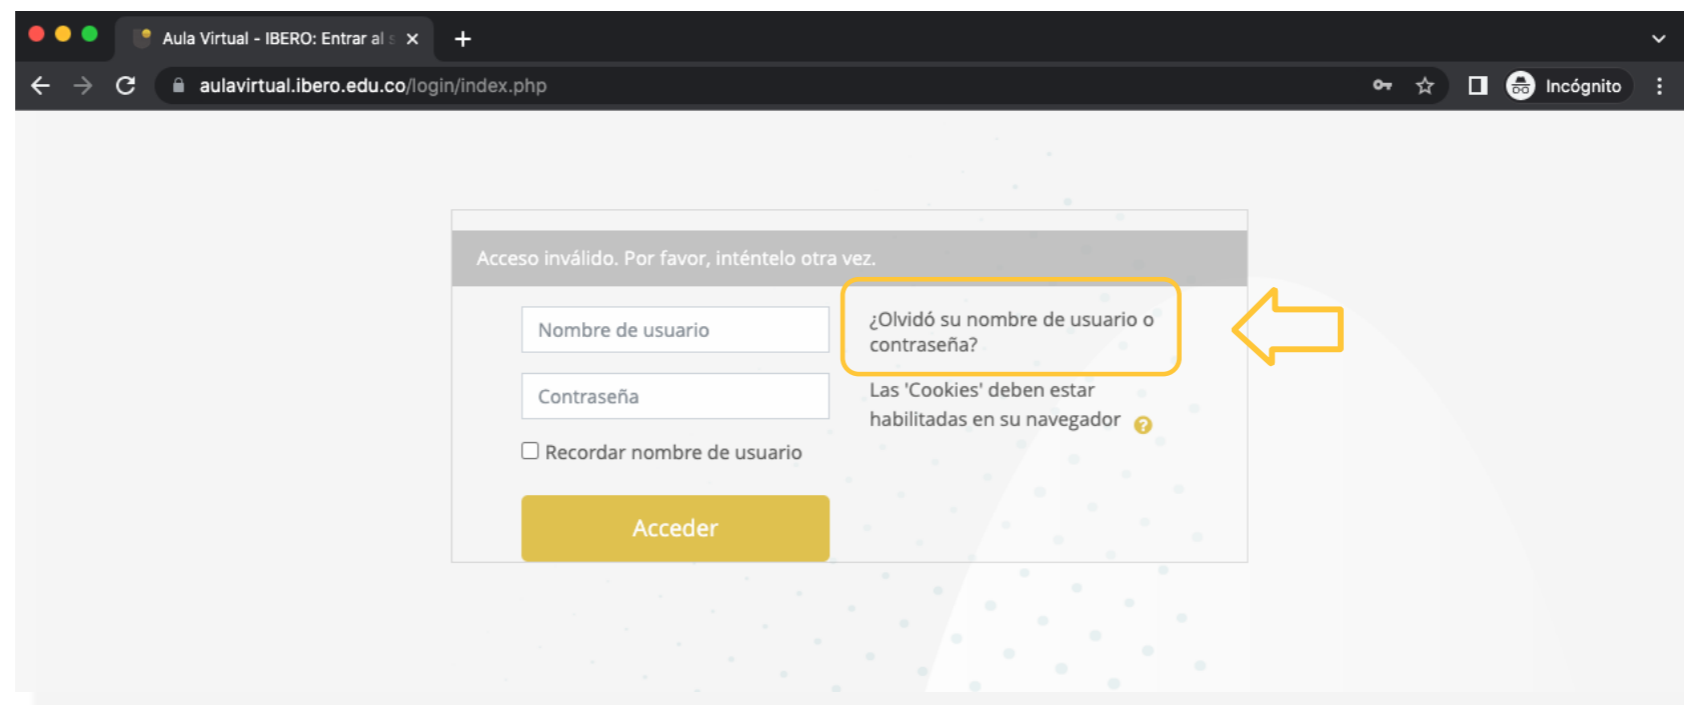 Aula Virtual - IBERO: Entrar al s
aulavirtual.ibero.edu.co/login/index.php
Incógnito
Acceso inválido. Por favor, inténtelo otra vez.
Nombre de usuario
Contraseña
Recordar nombre de usuario
Acceder
¿Olvidó su nombre de usuario o
contraseña?
Las 'Cookies' deben estar
habilitadas en su navegador